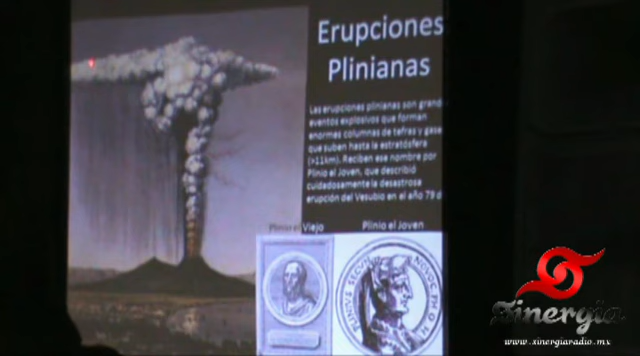 Erupciones
Plinianas
Las erupciones plinianas son grand
eventos explosivos que forman
enormes columnas de tefras y gase
que suben hasta la estratósfera
(>11km). Reciben ese nombre por
Plinio el Joven, que describió
cuidadosamente la desastrosa
erupción del Vesubio en el año 79 d
Plinio el Viejo
Plinio el Joven
Xinergia
www.xinergiaradio.mx